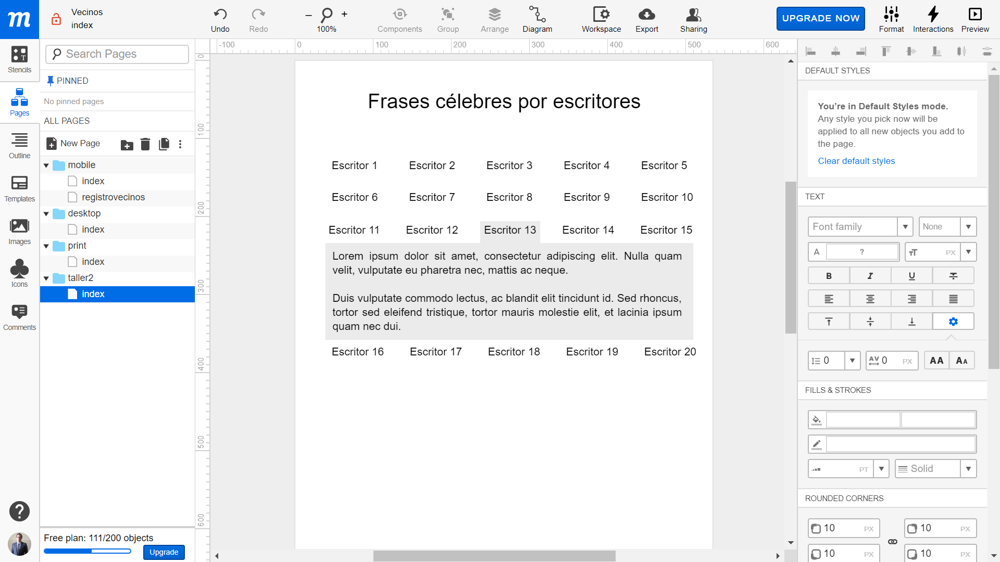 m
Vecinos
index
Undo
Redo
100%
Components
Group
Arrange
Diagram
Workspace
Export
Sharing
UPGRADE NOW
Format
Interactions
Preview
Stencils
Pages
Outline
Templates
Images
Icons
Comments
Search Pages
PINNED
No pinned pages
ALL PAGES
New Page
mobile
index
registrovecinos
desktop
index
print
index
taller2
index
Free plan: 111/200 objects
Upgrade
-100 0 100 200 300 400 500 600
0
100
200
300
400
500
600
Frases célebres por escritores
Escritor 1 Escritor 2 Escritor 3 Escritor 4 Escritor 5
Escritor 6 Escritor 7 Escritor 8 Escritor 9 Escritor 10
Escritor 11 Escritor 12 Escritor 13 Escritor 14 Escritor 15
Lorem ipsum dolor sit amet, consectetur adipiscing elit. Nulla quam
velit, vulputate eu pharetra nec, mattis ac neque.
Duis vulputate commodo lectus, ac blandit elit tincidunt id. Sed rhoncus,
tortor sed eleifend tristique, tortor mauris molestie elit, et lacinia ipsum
quam nec dui.
Escritor 16 Escritor 17 Escritor 18 Escritor 19 Escritor 20
DEFAULT STYLES
You’re in Default Styles mode.
Any style you pick now will be
applied to all new objects you add to
the page.
Clear default styles
TEXT
Font family None
A ? TT PX
B I U S
0 AV 0 PX AA AA
FILLS & STROKES
PT Solid
ROUNDED CORNERS
10 PX 10 PX
10 PX 10 PX